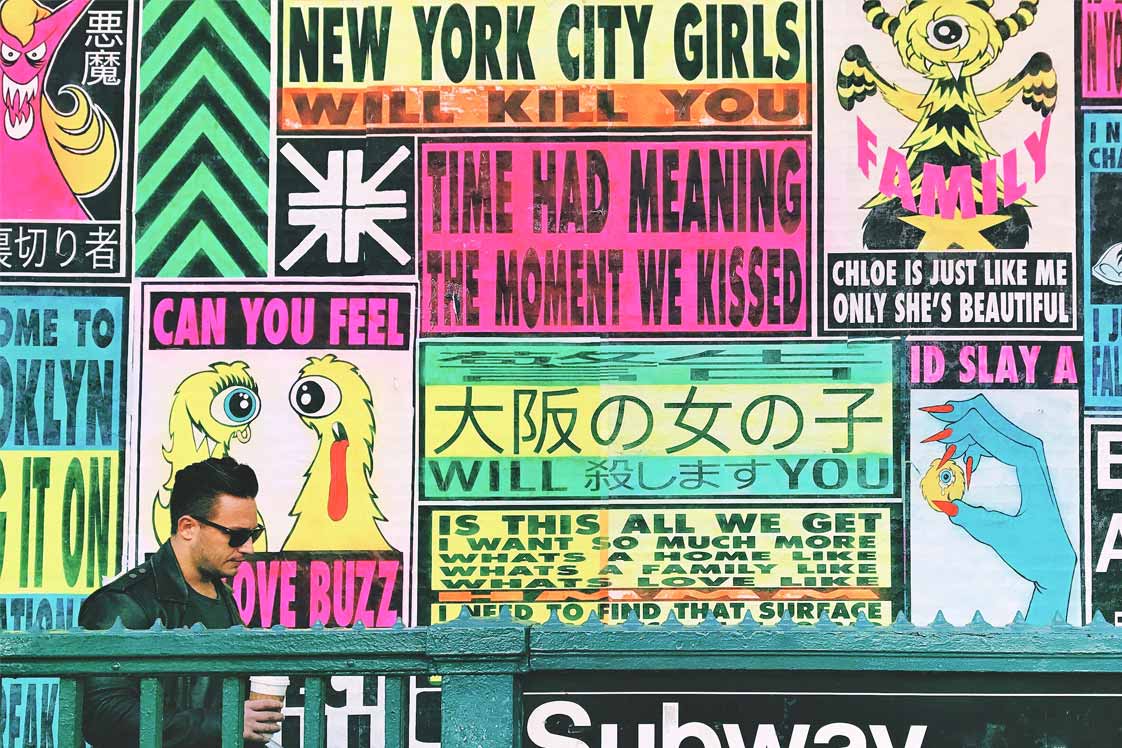 悪魔
裏切り者
OME TO
OKLYN
IT ON
NEW YORK CITY GIRLS
WILL KILL YOU
TIME HAD MEANING
THE MOMENT WE KISSED
FAMILY
CHLOE IS JUST LIKE ME
ONLY SHE'S BEAUTIFUL
CAN YOU FEEL
OVE BUZZ
大阪の女の子
WILL 殺します YOU
IS THIS ALL WE GET
I WANT SO MUCH MORE
WHATS A HOME LIKE
WHATS A FAMILY LIKE
WHATS LOVE LIKE
I NEED TO FIND THAT SURFACE
ID SLAY A
Subway